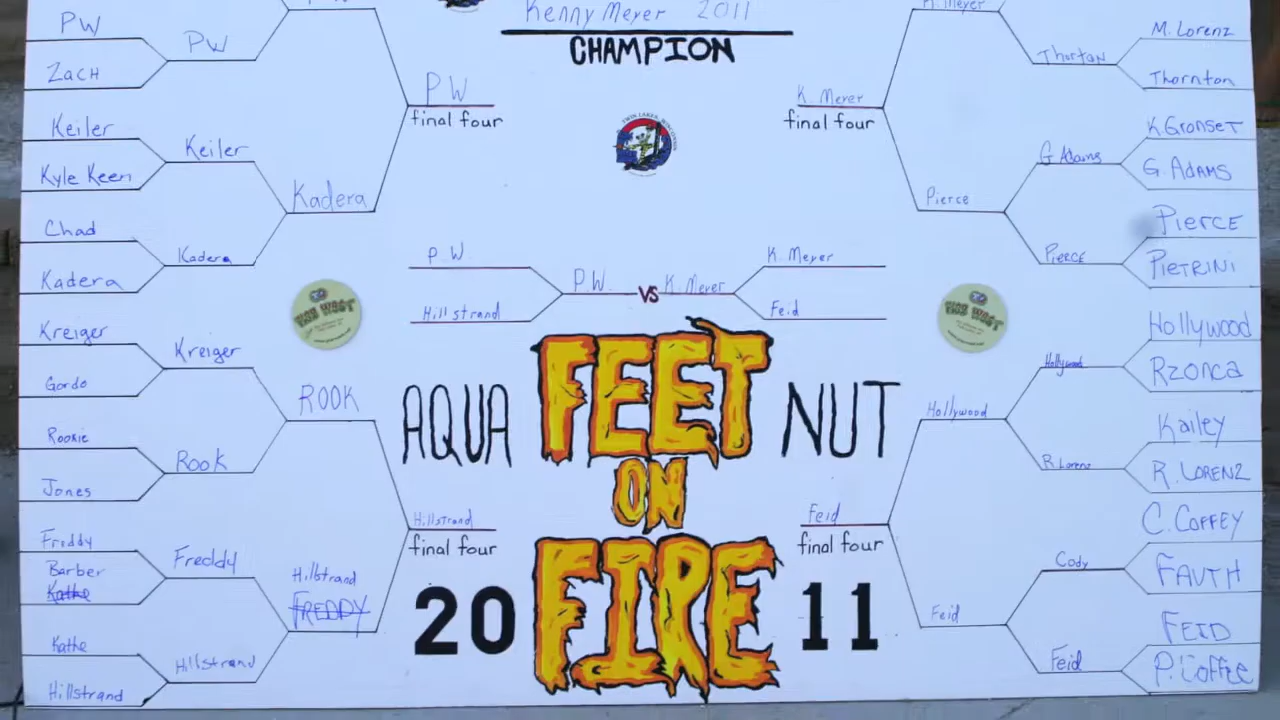 Kenny Meyer 2011
CHAMPION
PW
Zach
PW
Keiler
Kyle Keen
Keiler
Chad
Kadera
Kadera
Kadera
PW
final four
Kreiger
Gordo
Kreiger
Rookie
Jones
Rook
ROOK
Freddy
Barber
Kathe
Freddy
Kathe
Hillstrand
Hillstrand
Hillstrand
FREDDY
Hillstrand
final four
P.W
Hillstrand
P.W.
VS
K. Meyer
K. Meyer
Feid
AQUA
FEET
ON
FIRE
NUT
20
11
M. Meyer
K Meyer
final four
M. Lorenz
Thornton
Thortan
K. Gronset
G. ADAMS
G. Adams
Pierce
PIETRINI
PIERCE
Pierce
Hollywood
Rzonca
Hollywood
Kailey
R. LORENZ
R. Lorenz
Hollywood
C. COFFEY
FAUTH
Cody
FEID
P. Coffie
Feid
Feid
Feid
final four